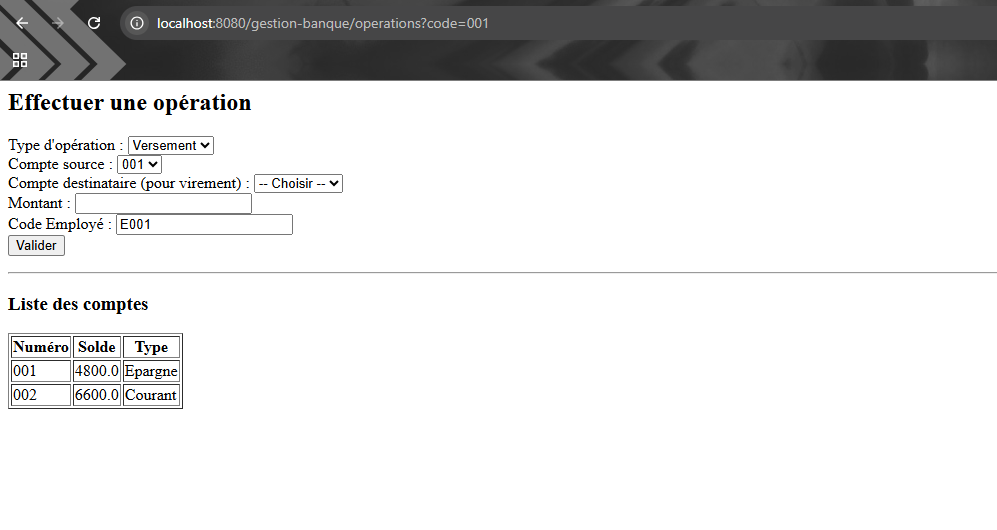 localhost:8080/gestion-banque/operations?code=001
Effectuer une opération
Type d'opération : Versement
Compte source : 001
Compte destinataire (pour virement) : -- Choisir --
Montant :
Code Employé : E001
Valider
Liste des comptes
Numéro Solde Type
001 4800.0 Epargne
002 6600.0 Courant